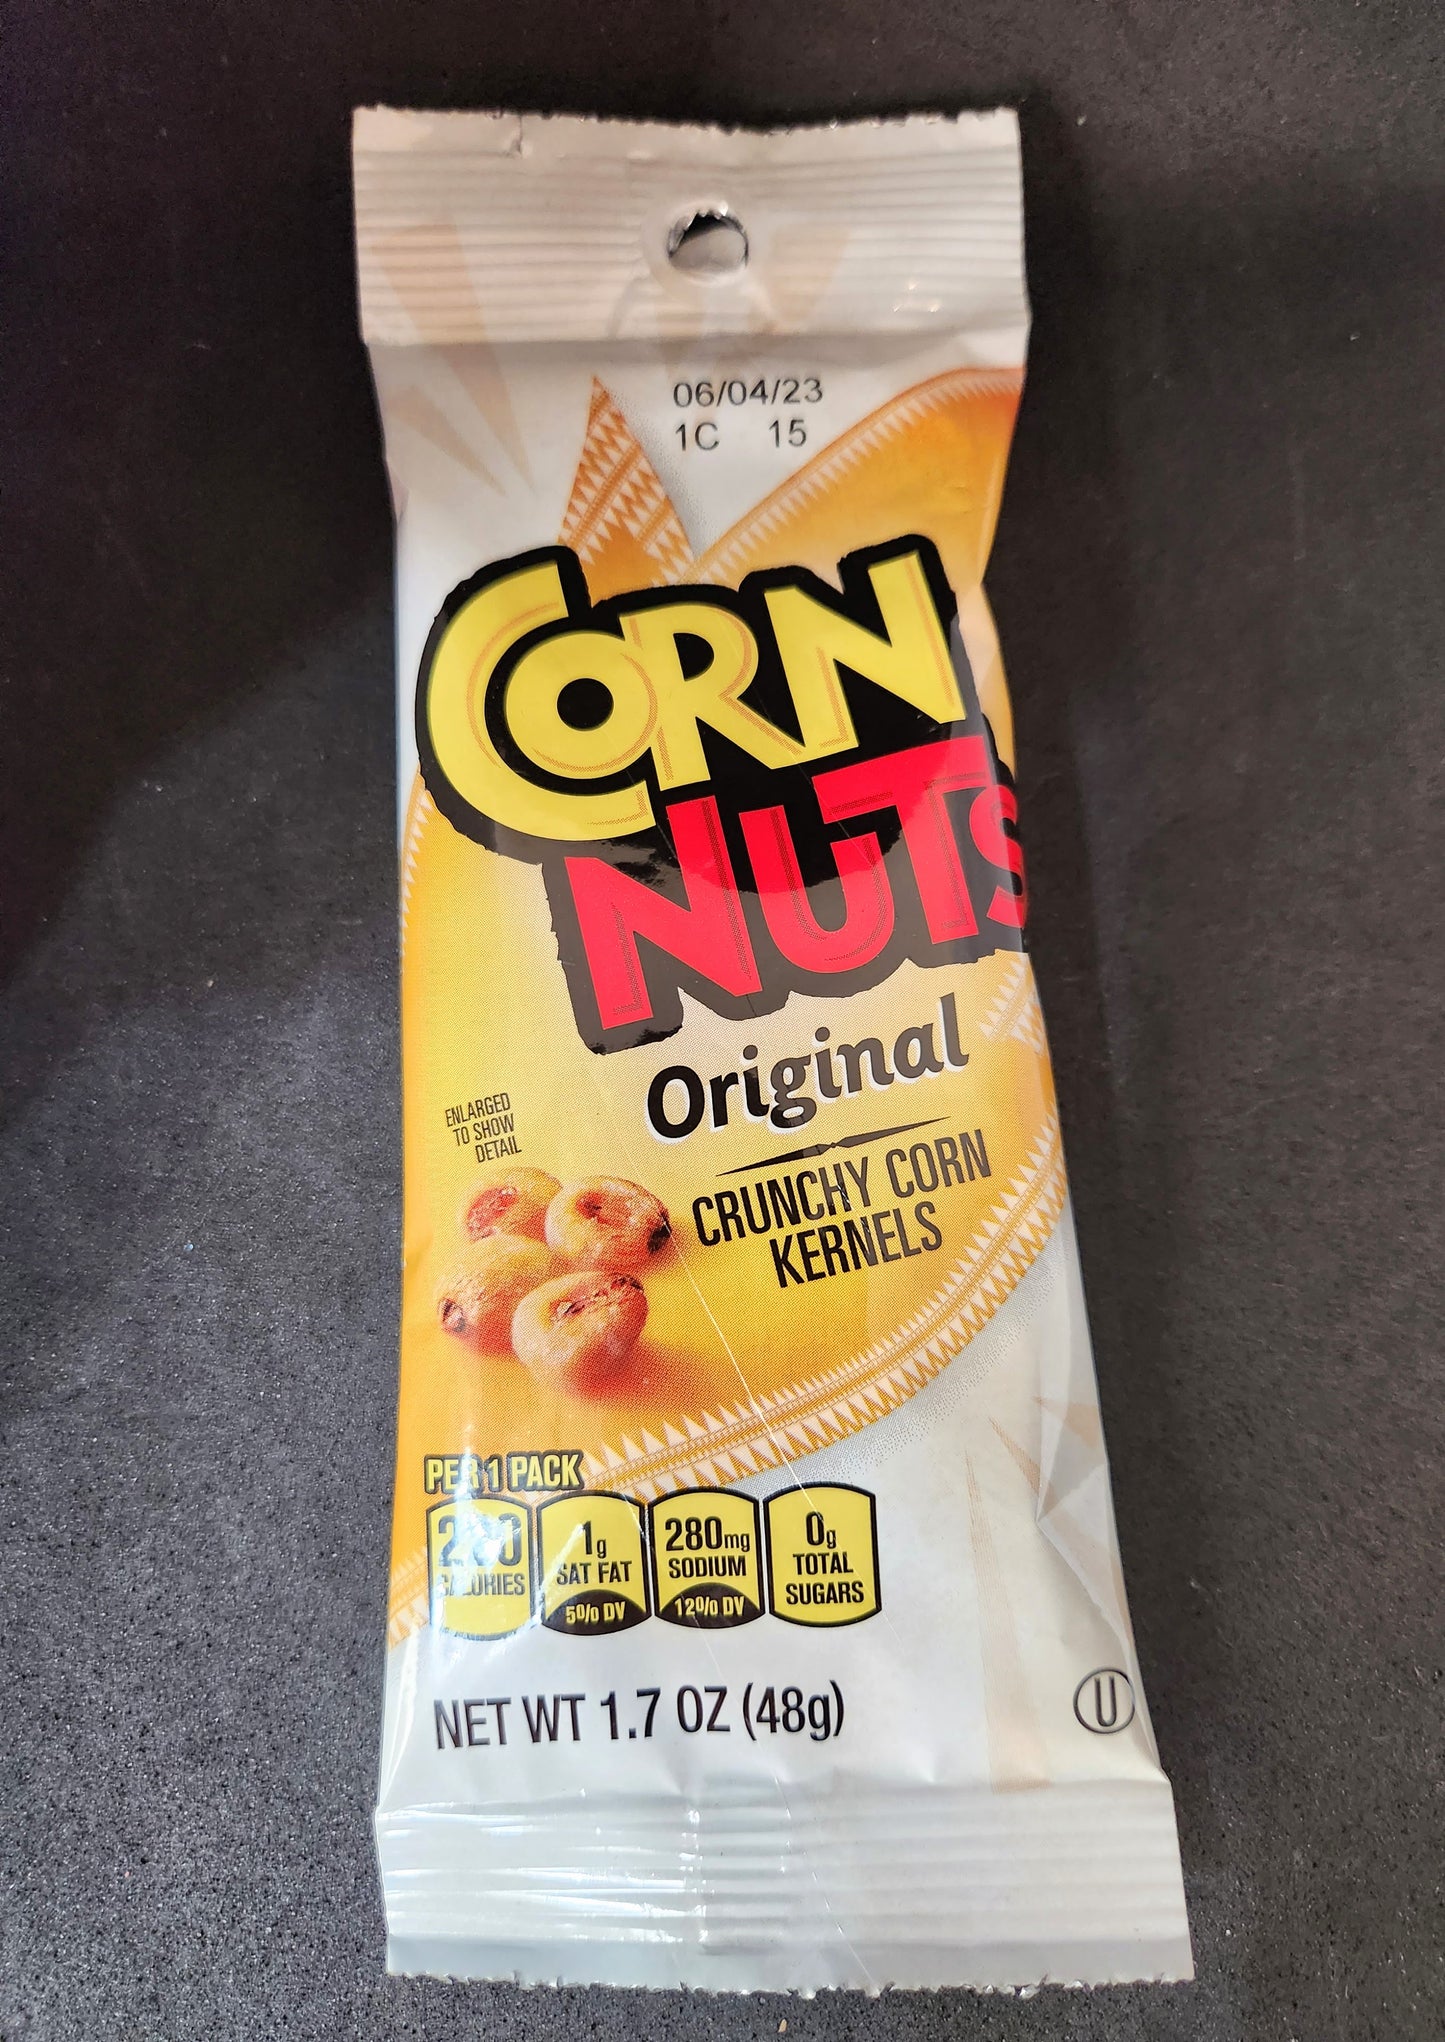 06/04/23
1C 15
CORN
NUTS
Original
ENLARGED
TO SHOW
DETAIL
CRUNCHY CORN
KERNELS
PER 1 PACK
CALORIES
1g
SAT FAT
5% DV
280mg
SODIUM
12% DV
0g
TOTAL
SUGARS
NET WT 1.7 OZ (48g)
U